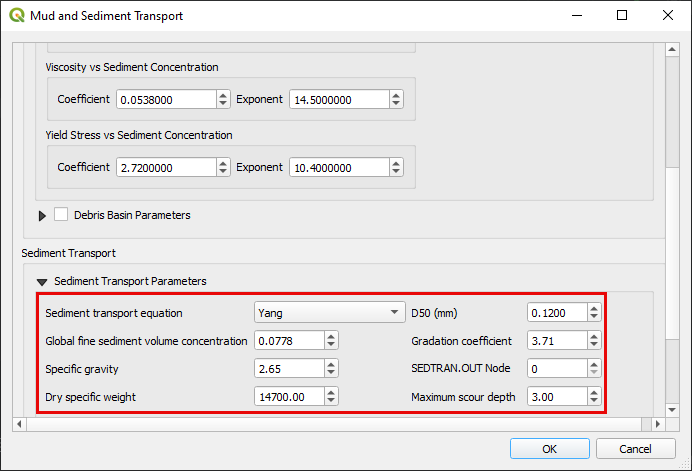 Mud and Sediment Transport
Viscosity vs Sediment Concentration
Coefficient 0.0538000 Exponent 14.5000000
Yield Stress vs Sediment Concentration
Coefficient 2.7200000 Exponent 10.4000000
Debris Basin Parameters
Sediment Transport
Sediment Transport Parameters
Sediment transport equation Yang D50 (mm) 0.1200
Global fine sediment volume concentration 0.0778 Gradation coefficient 3.71
Specific gravity 2.65 SEDTRAN.OUT Node 0
Dry specific weight 14700.00 Maximum scour depth 3.00
OK Cancel